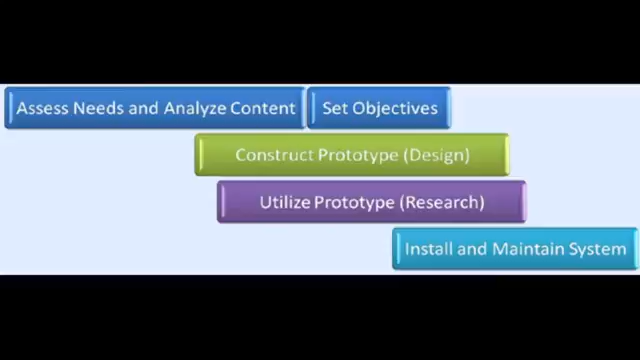 Assess Needs and Analyze Content
Set Objectives
Construct Prototype (Design)
Utilize Prototype (Research)
Install and Maintain System